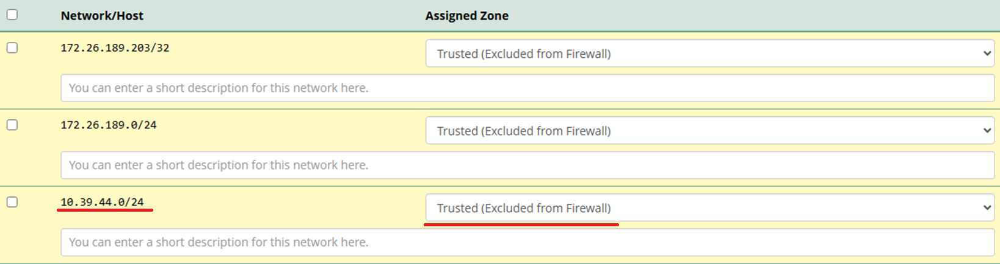 Network/Host Assigned Zone
172.26.189.203/32 Trusted (Excluded from Firewall)
You can enter a short description for this network here.
172.26.189.0/24 Trusted (Excluded from Firewall)
You can enter a short description for this network here.
10.39.44.0/24 Trusted (Excluded from Firewall)
You can enter a short description for this network here.